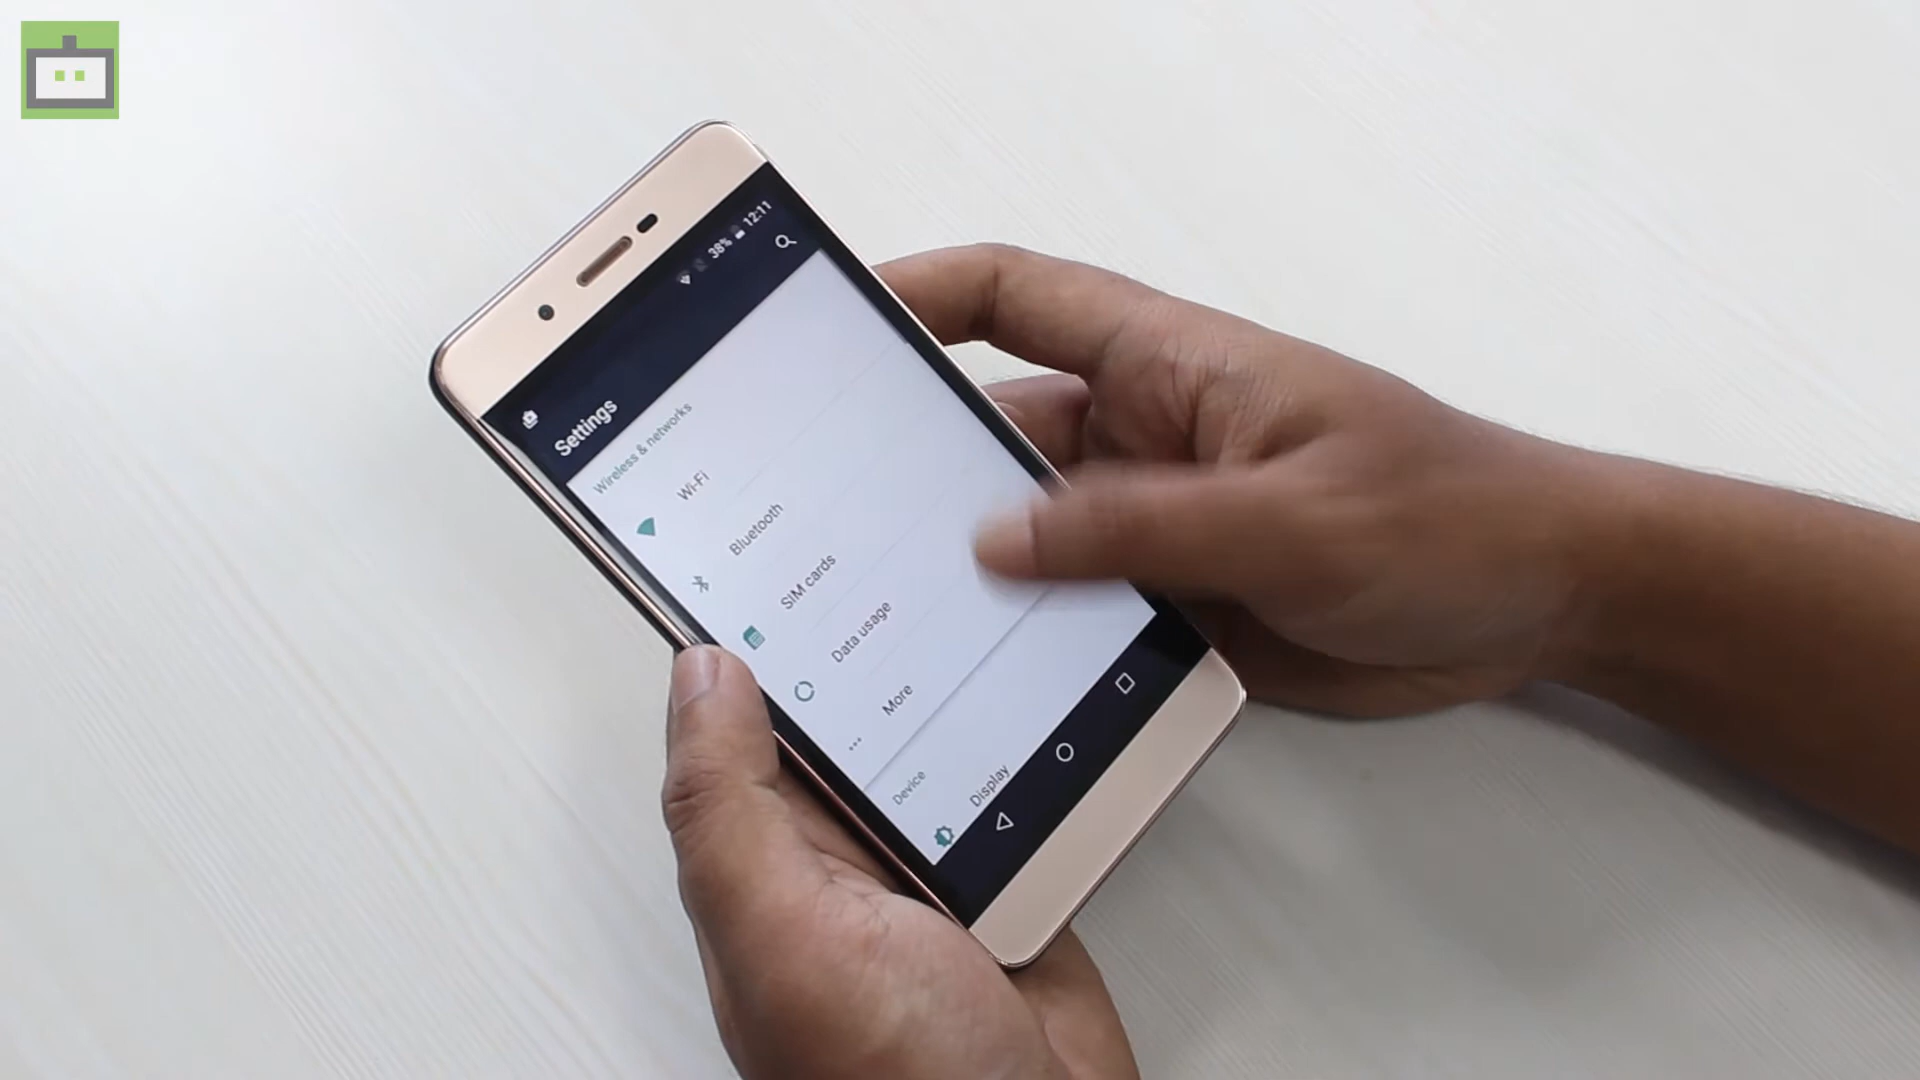 38% 12:11
Settings
Wireless & networks
Wi-Fi
Bluetooth
SIM cards
Data usage
More
Device
Display